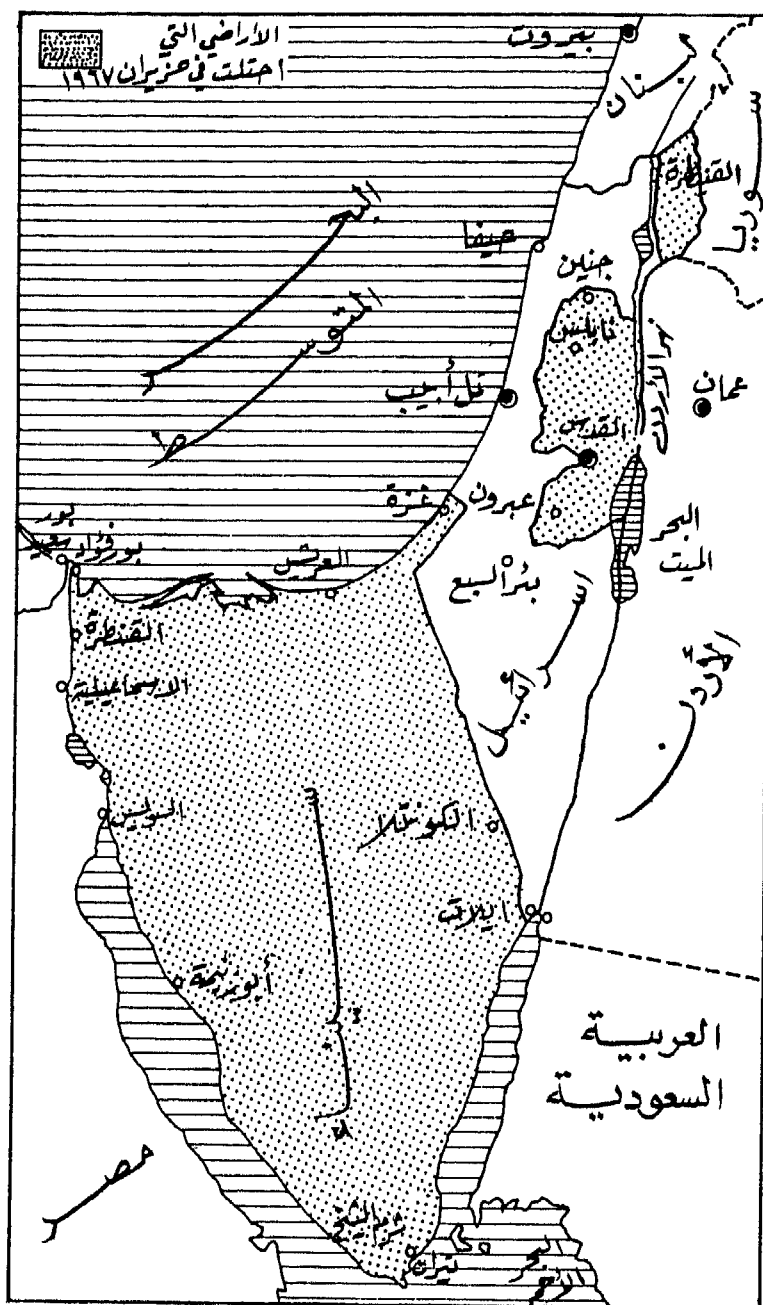 الأراضي التي
احتلت في حزيران ١٩٦٧
بيروت
لبنان
سوريا
القنطرة
البحر
المتوسط
حيفا
جنين
نابلس
نهر الأردن
عمان
تل أبيب
القدس
غزة
عبرون
البحر
الميت
بور
سعيد
بور فؤاد
العريش
بئر السبع
اسرائيل
الأردن
القنطرة
الاسماعيلية
السويس
سيناء
الكونتلا
ايلات
أبو زنيمة
العربية
السعودية
مصر
شرم الشيخ
تيران
البحر
الأحمر